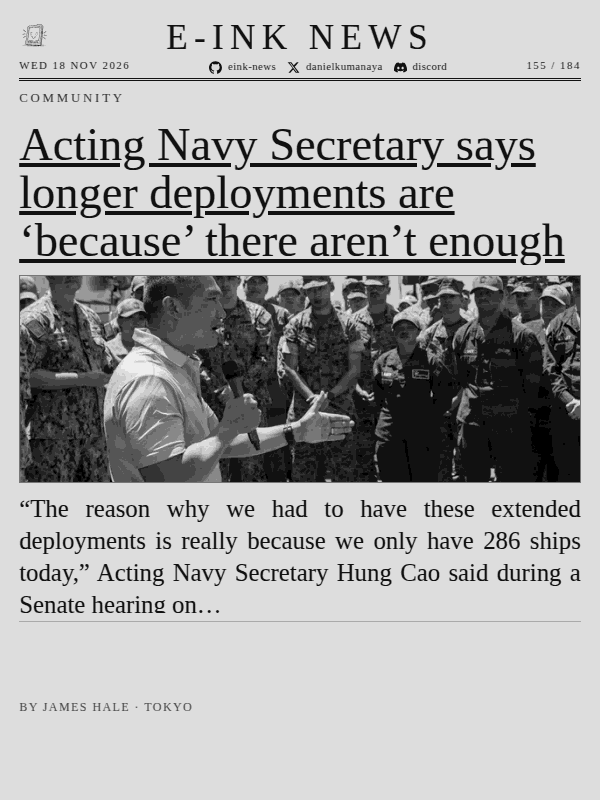 E-INK NEWS
WED 18 NOV 2026
eink-news danielkumanaya discord
155 / 184
COMMUNITY
Acting Navy Secretary says
longer deployments are
‘because’ there aren’t enough
“The reason why we had to have these extended
deployments is really because we only have 286 ships
today,” Acting Navy Secretary Hung Cao said during a
Senate hearing on…
BY JAMES HALE · TOKYO